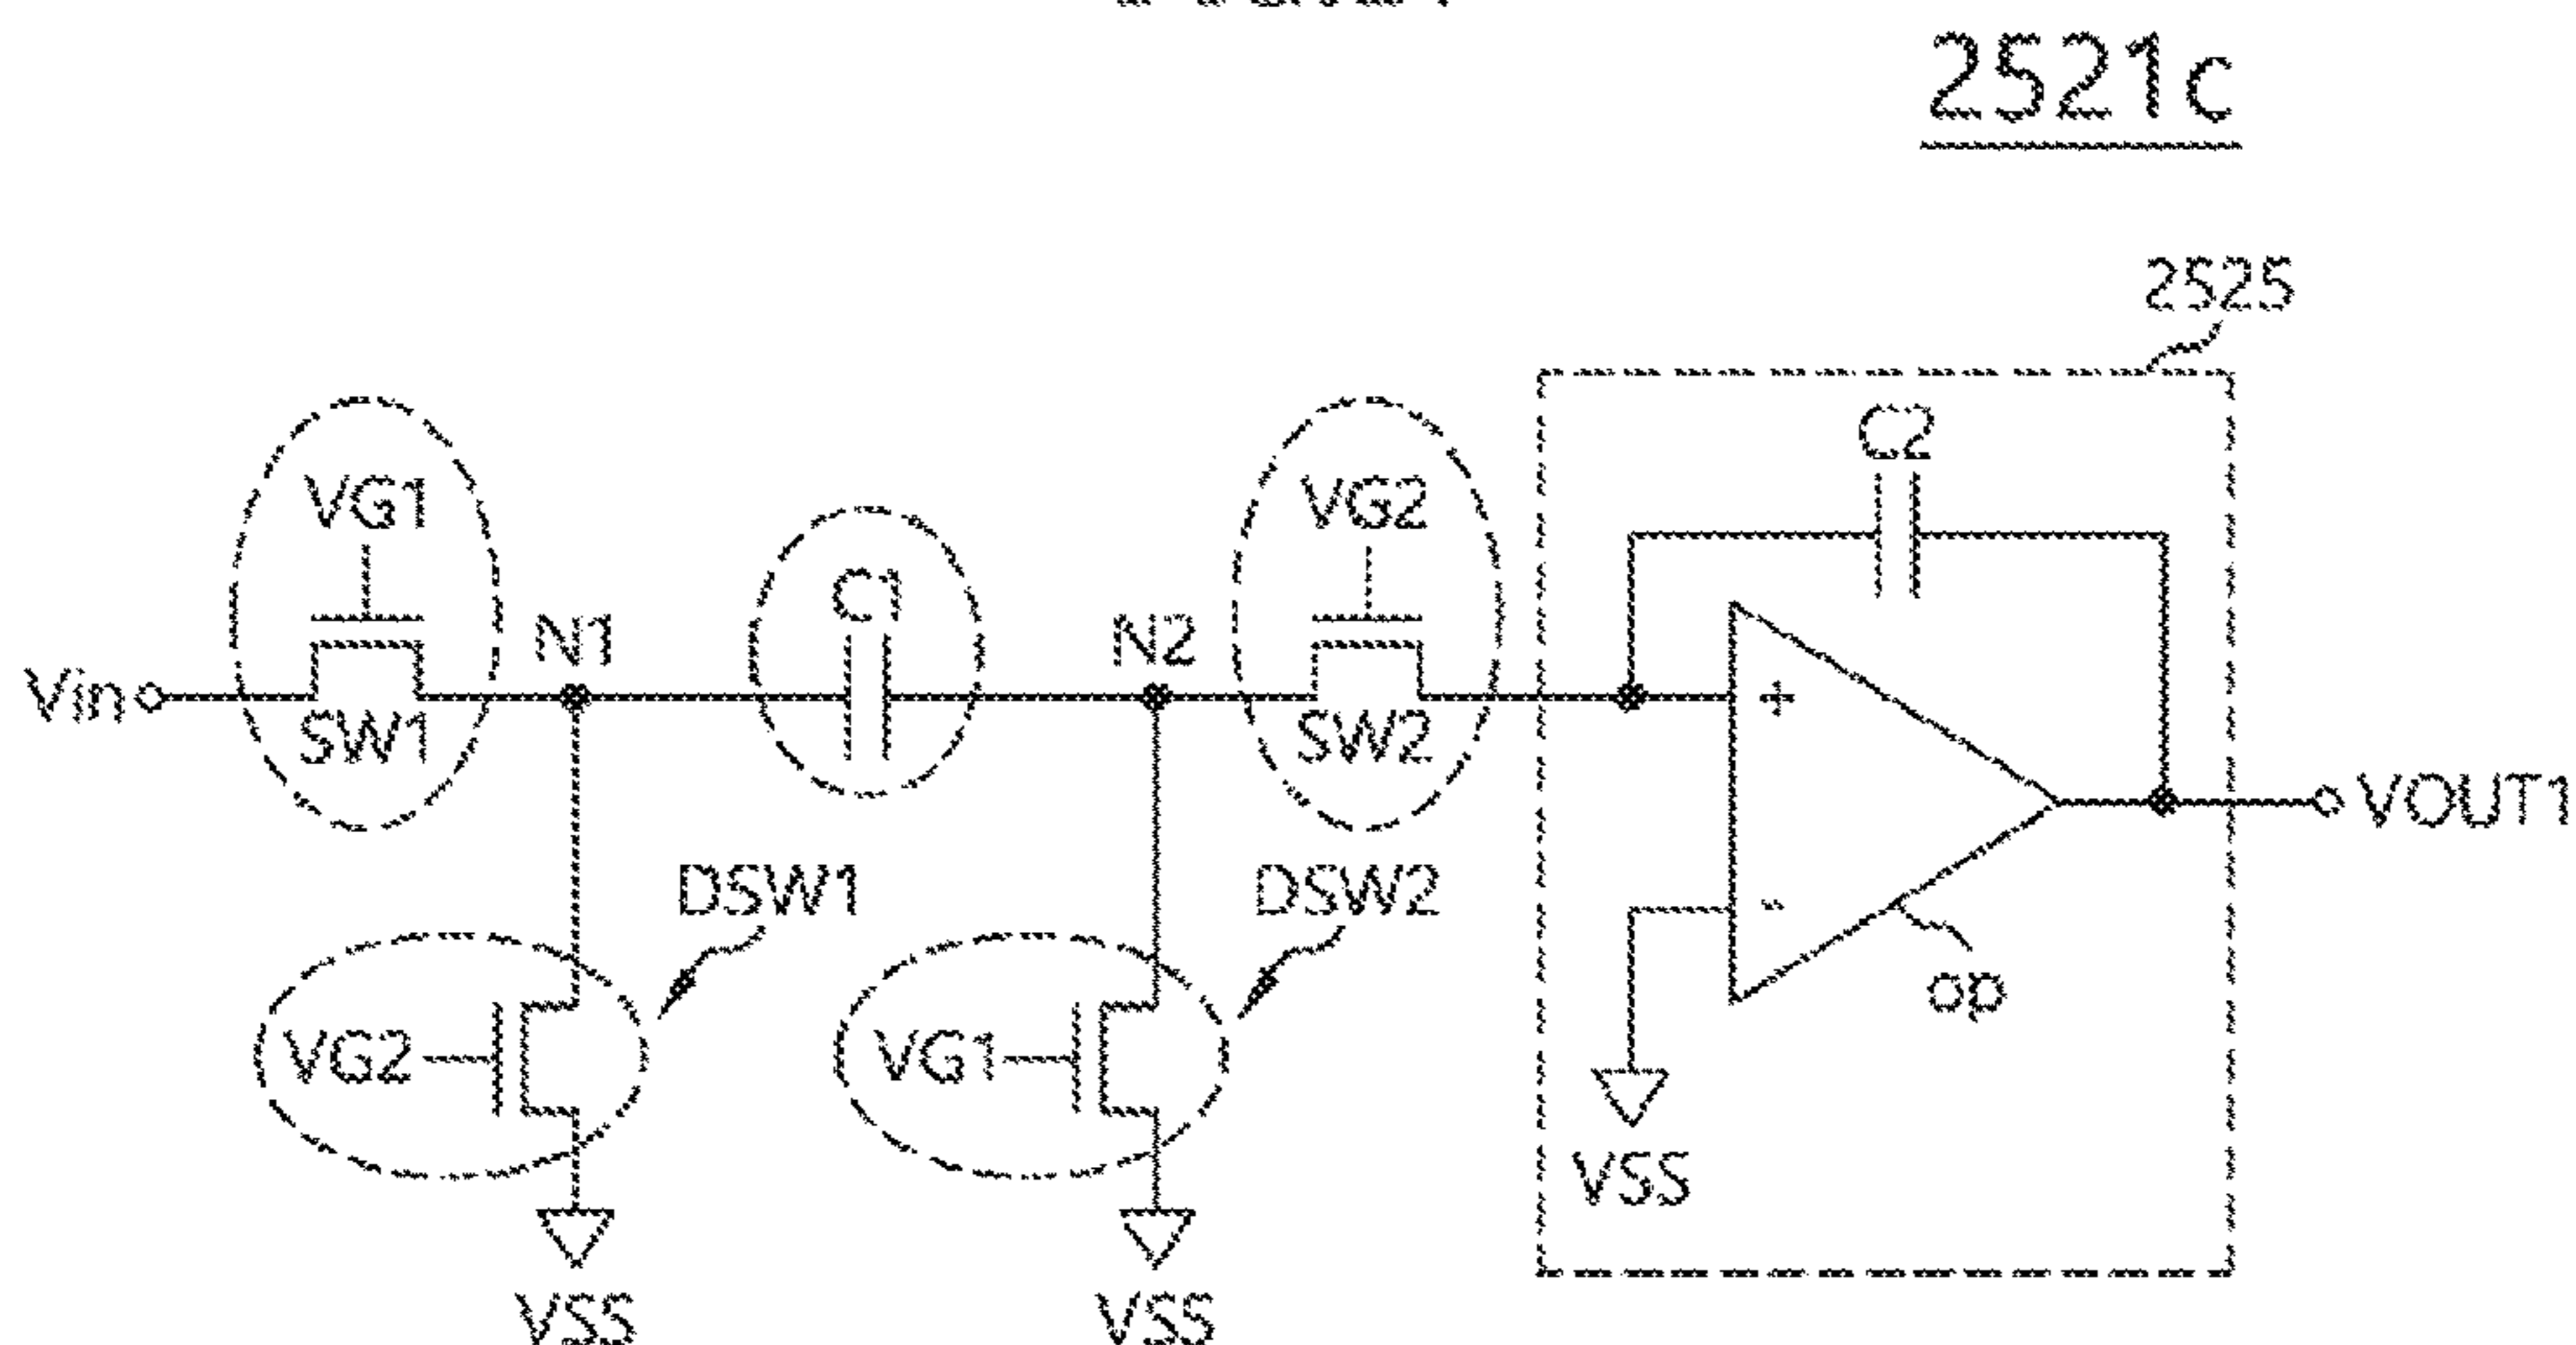 2521c
2525
C2
VG1
VG2
C1
N1
N2
Vin
SW1
SW2
+
VOUT1
DSW1
DSW2
-
op
VG2
VG1
VSS
VSS
VSS